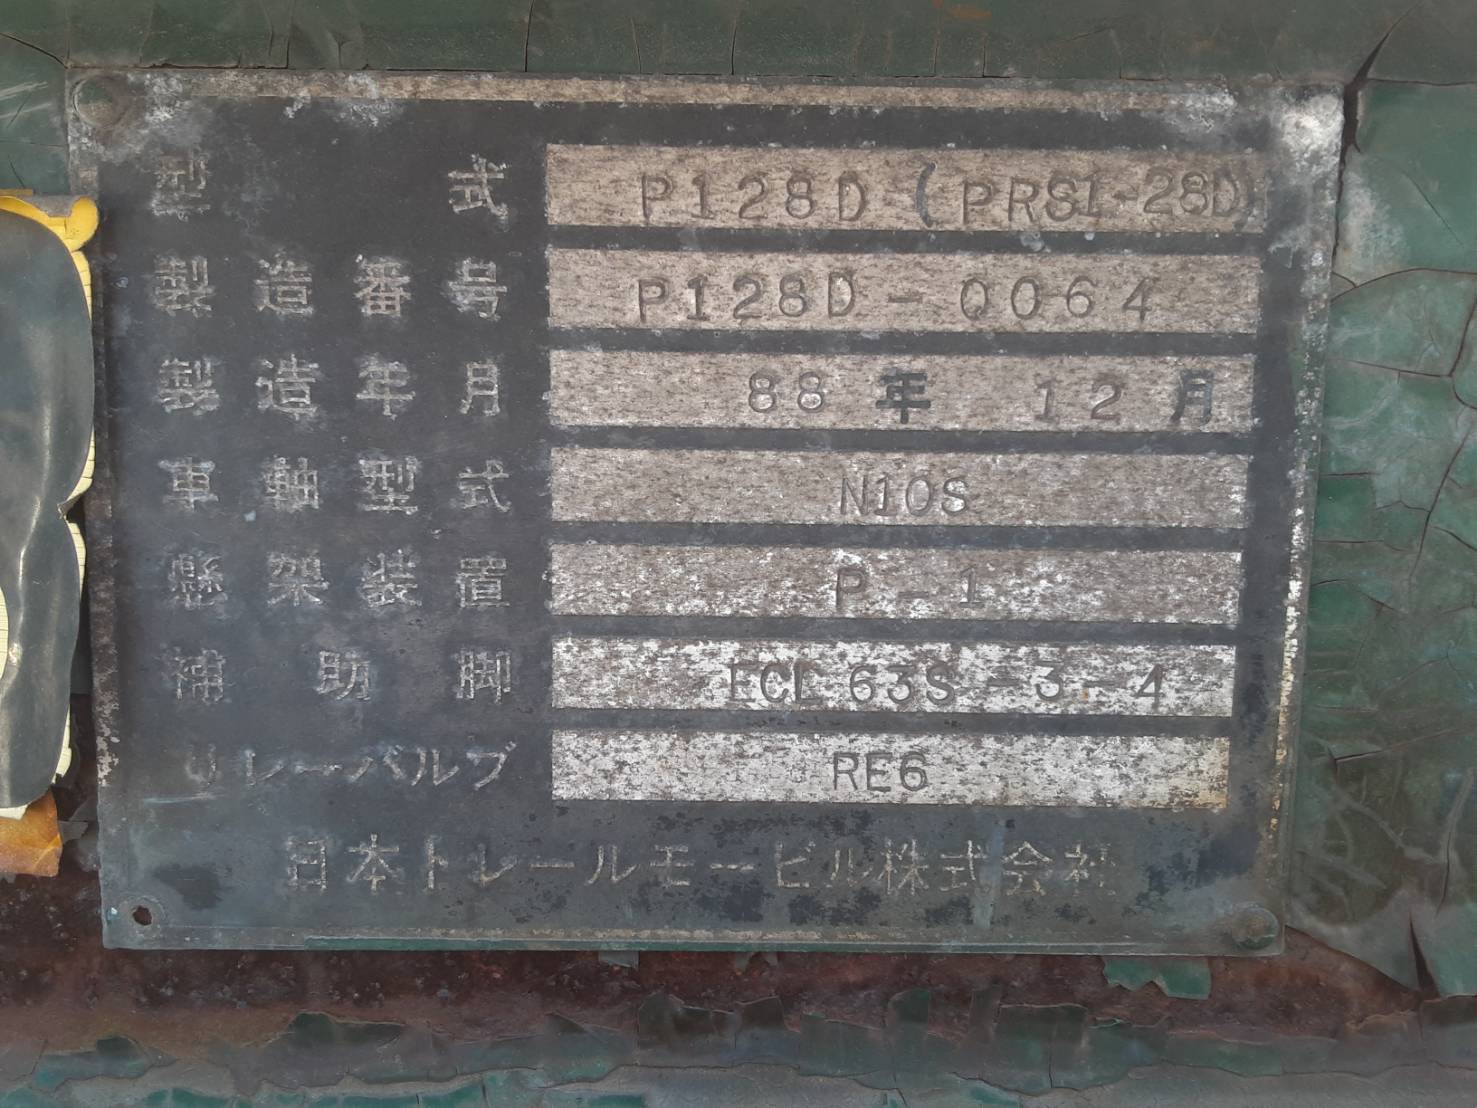 型式 P128D (PRS1-28D)
製造番号 P128D-0064
製造年月 88年 12月
車軸型式 N10S
懸架装置 P-1
補助脚 ECL 63S-3-4
リレーバルブ RE6
日本トレールモービル株式会社